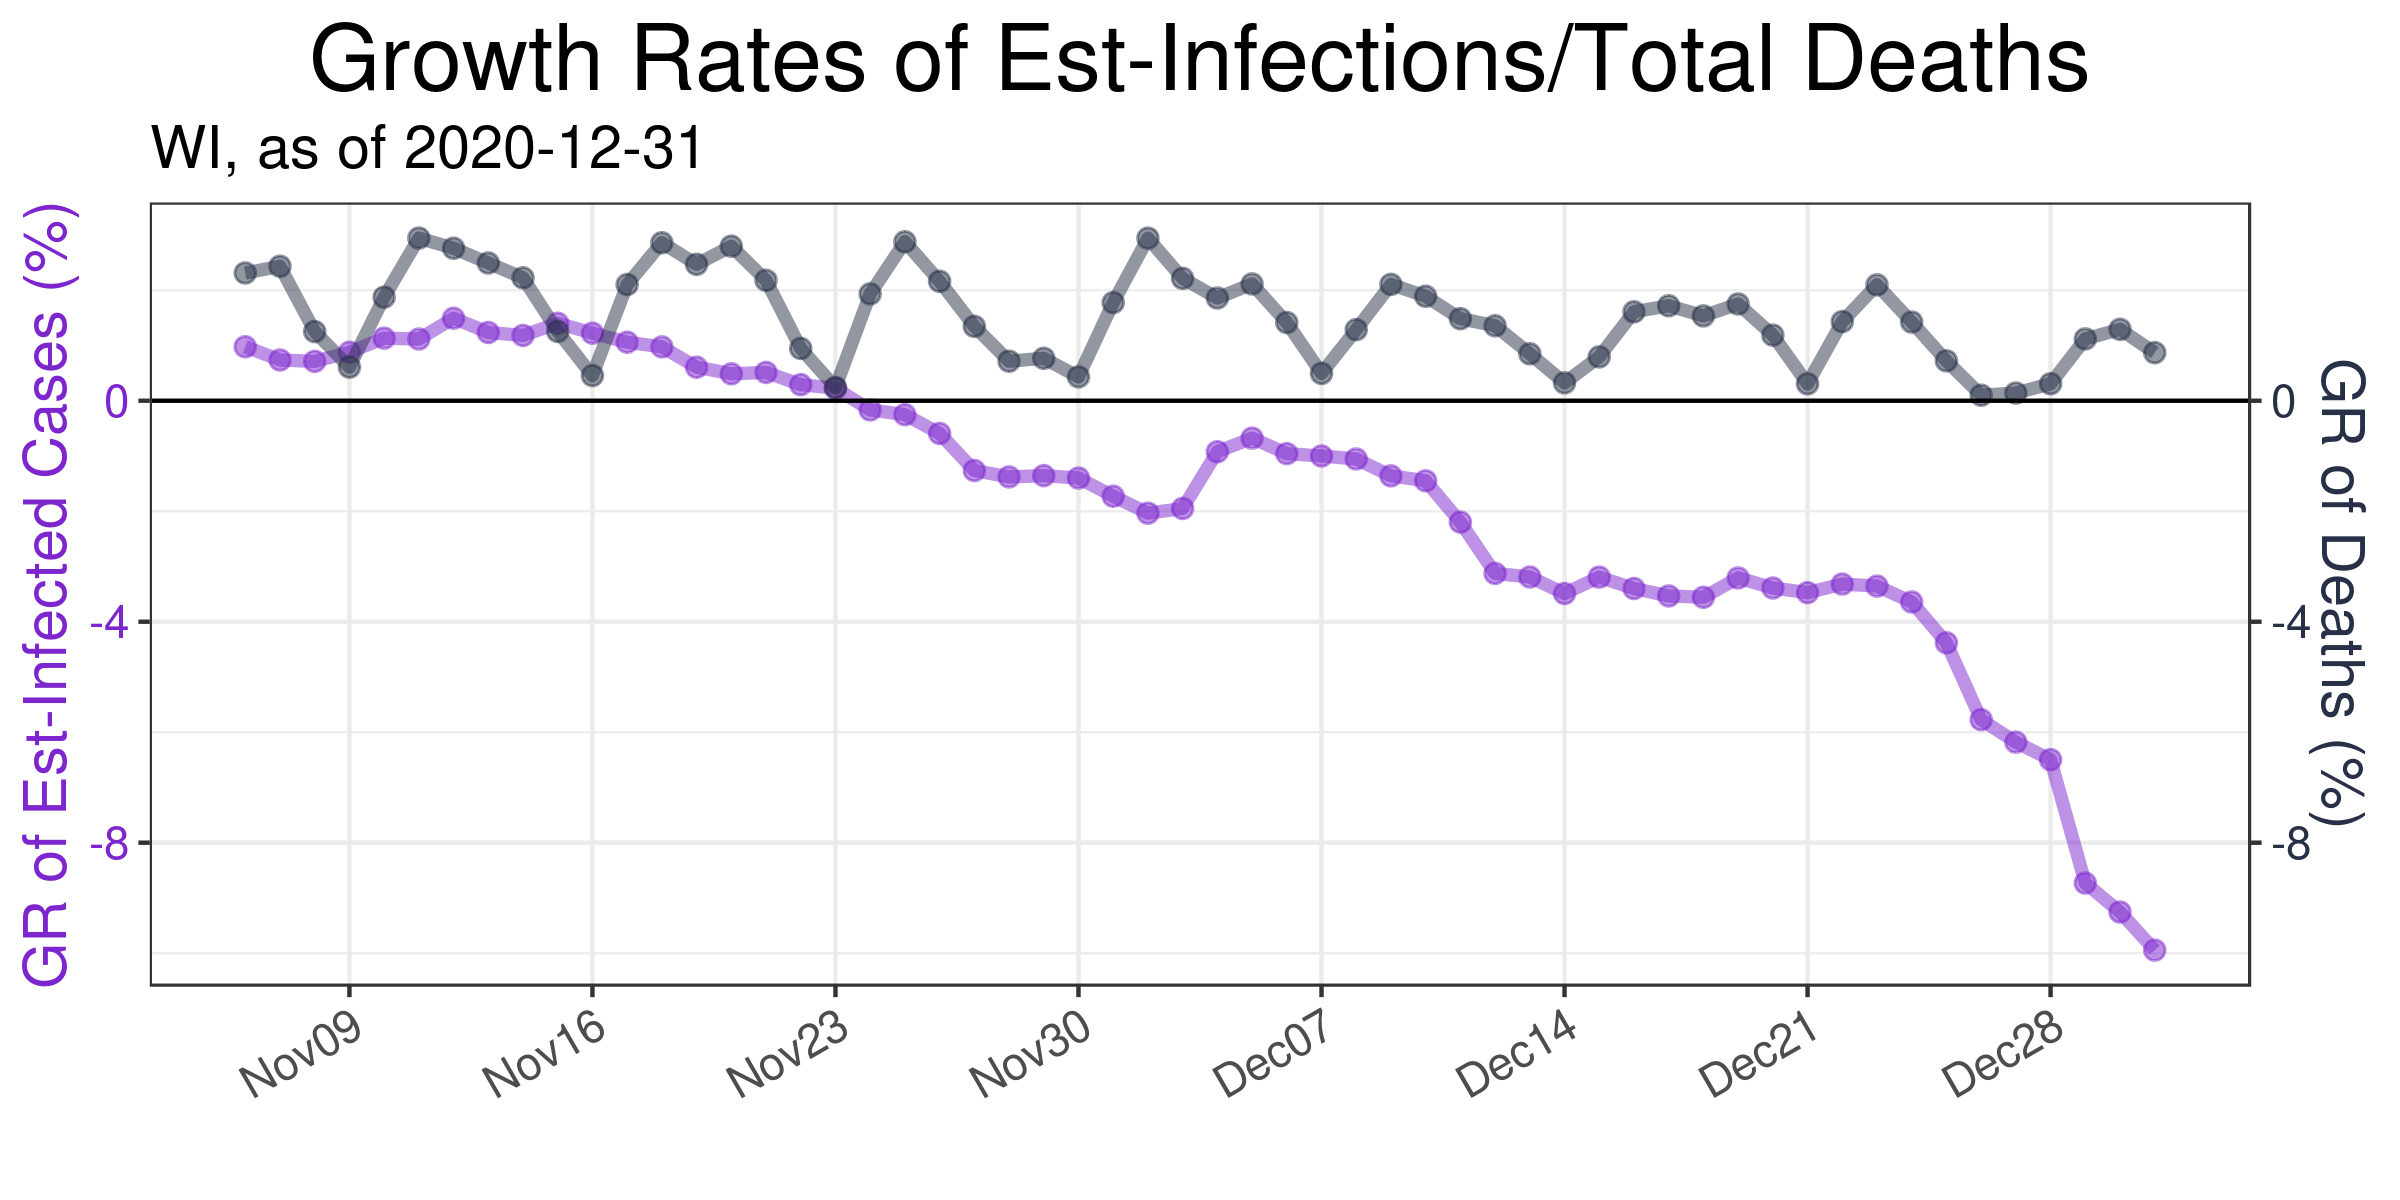 Growth Rates of Est-Infections/Total Deaths
WI, as of 2020-12-31
GR of Est-Infected Cases (%)
0
-4
-8
0
-4
-8
GR of Deaths (%)
Nov09
Nov16
Nov23
Nov30
Dec07
Dec14
Dec21
Dec28